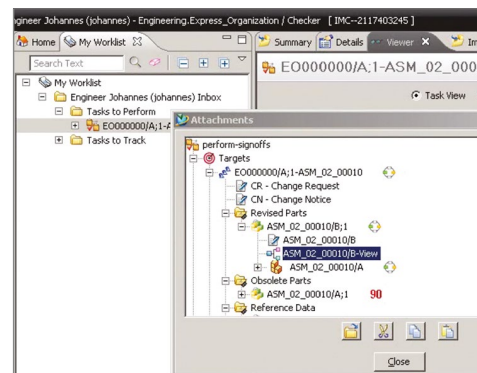 gineer Johannes (johannes) - Engineering.Express_Organization / Checker [ IMC--2117403245 ]
Home My Worklist Summary Details Viewer
Search Text EO000000/A;1-ASM_02_000
My Worklist
Engineer Johannes (johannes) Inbox Task View
Tasks to Perform
EO000000/A;1-A
Tasks to Track
Attachments
perform-signoffs
Targets
EO000000/A;1-ASM_02_00010
CR - Change Request
CN - Change Notice
Revised Parts
ASM_02_00010/B;1
ASM_02_00010/B
ASM_02_00010/B-View
ASM_02_00010/A
Obsolete Parts
ASM_02_00010/A;1 90
Reference Data
Close